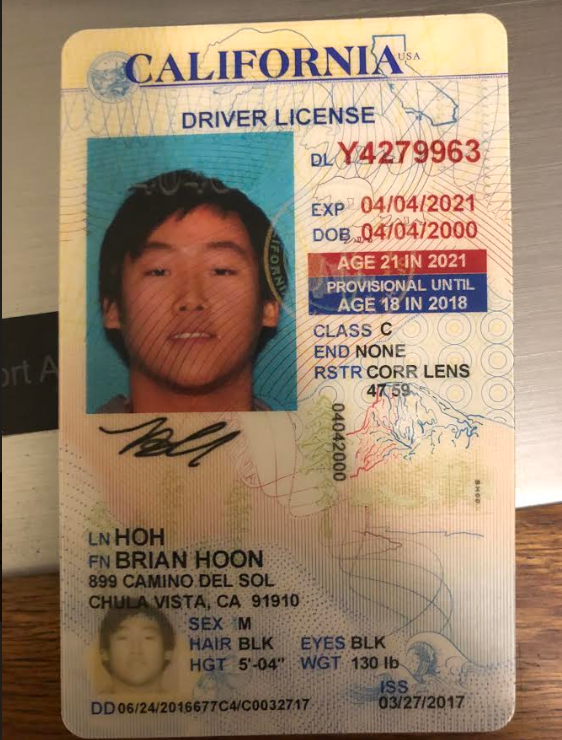 ort A
CALIFORNIA USA
DRIVER LICENSE
DL Y4279963
EXP 04/04/2021
DOB 04/04/2000
AGE 21 IN 2021
PROVISIONAL UNTIL
AGE 18 IN 2018
CLASS C
END NONE
RSTR CORR LENS
47 59
04042000
LN HOH
FN BRIAN HOON
899 CAMINO DEL SOL
CHULA VISTA, CA 91910
SEX M
HAIR BLK EYES BLK
HGT 5'-04" WGT 130 lb
ISS
DD 06/24/2016677C4/C0032717 03/27/2017